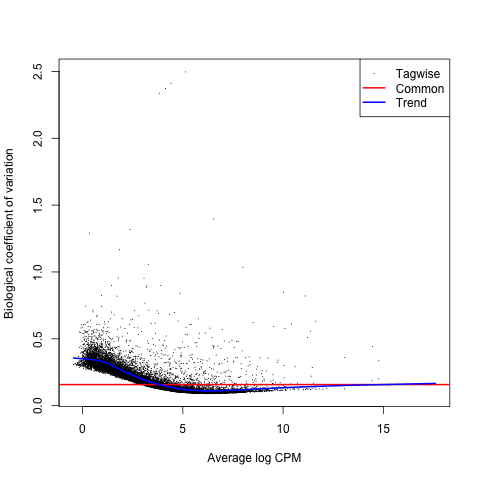 Tagwise
Common
Trend
Biological coefficient of variation
2.5
2.0
1.5
1.0
0.5
0.0
0 5 10 15
Average log CPM